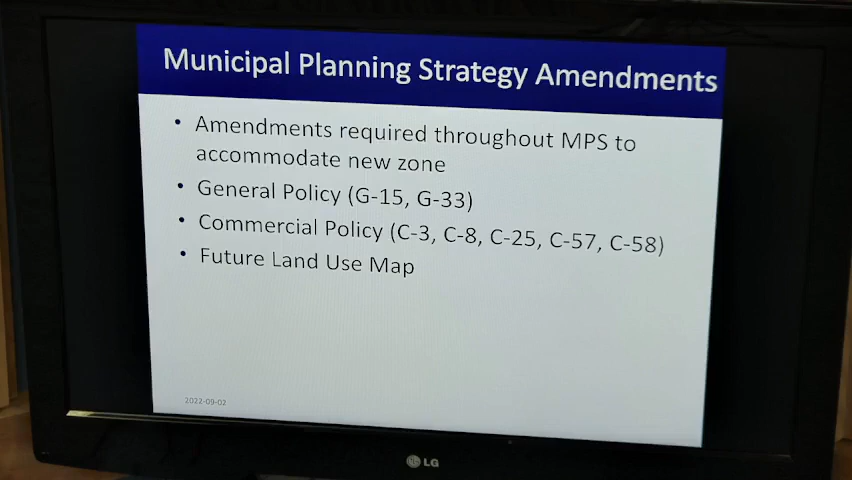 Municipal Planning Strategy Amendments
• Amendments required throughout MPS to
accommodate new zone
• General Policy (G-15, G-33)
• Commercial Policy (C-3, C-8, C-25, C-57, C-58)
• Future Land Use Map
2022-09-02
LG